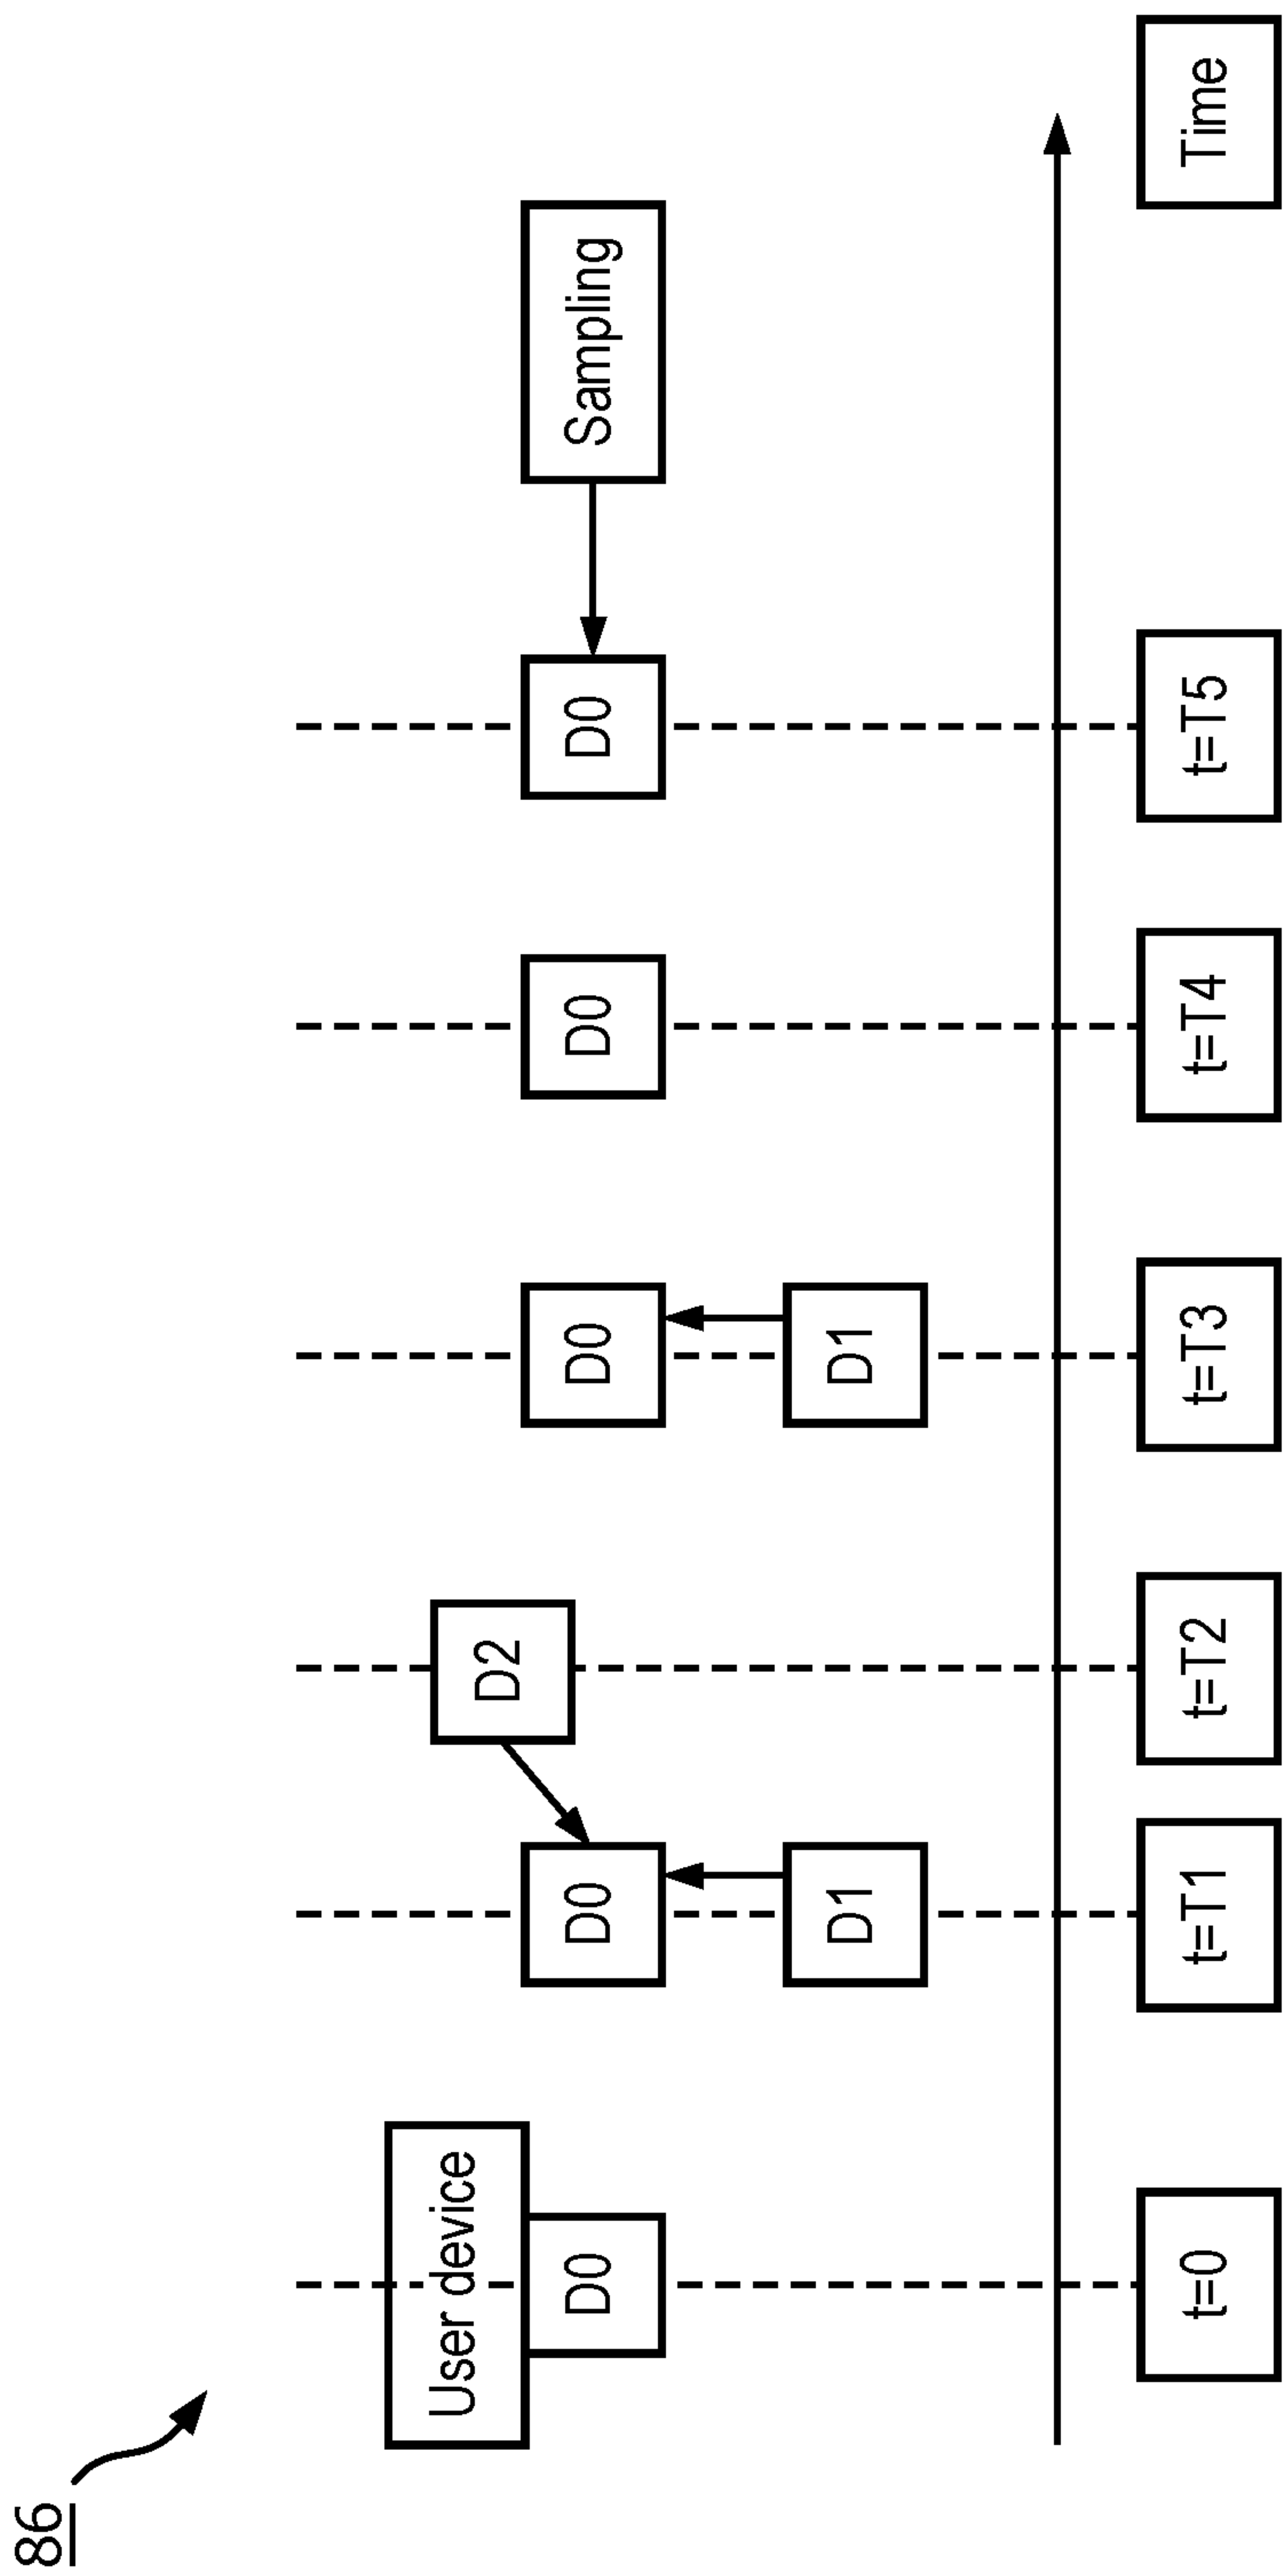 86
User device
D2
D0
D0
D0
D0
D0
Sampling
D1
D1
t=0
t=T1
t=T2
t=T3
t=T4
t=T5
Time